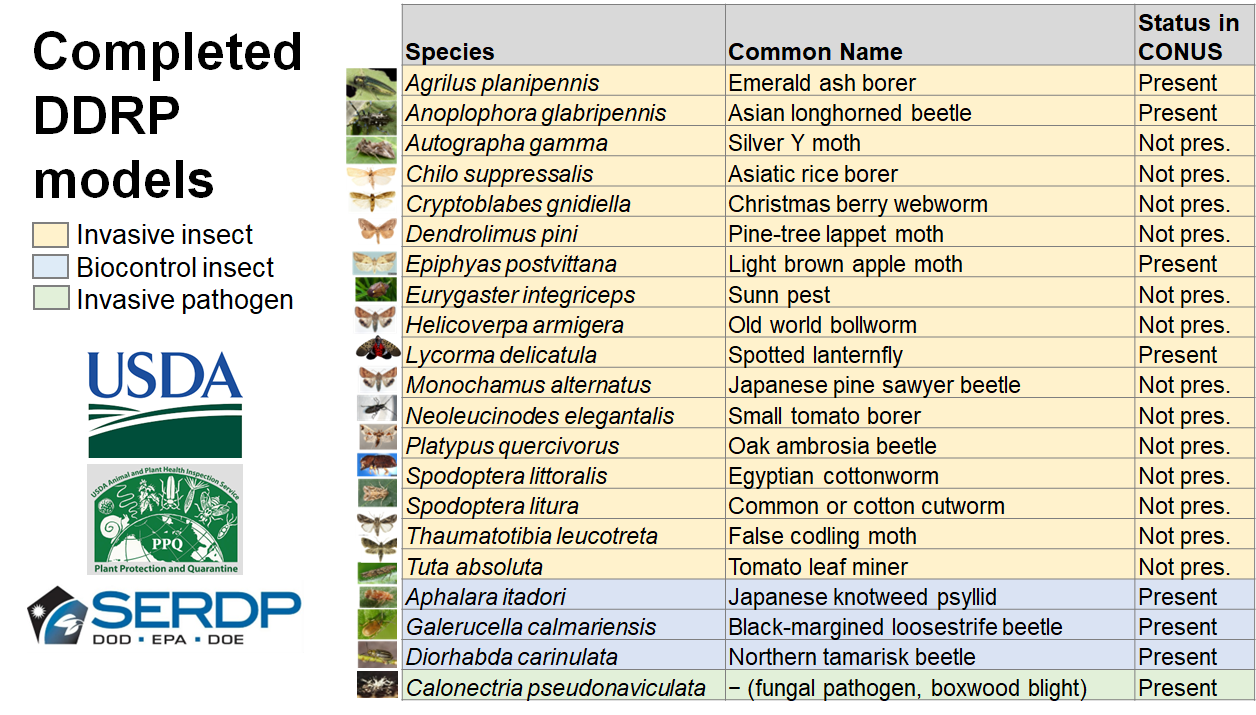 Completed
DDRP
models
Invasive insect
Biocontrol insect
Invasive pathogen
USDA
USDA Animal and Plant Health Inspection Service
PPQ
Plant Protection and Quarantine
SERDP
DOD • EPA • DOE
Species Common Name Status in CONUS
Agrilus planipennis Emerald ash borer Present
Anoplophora glabripennis Asian longhorned beetle Present
Autographa gamma Silver Y moth Not pres.
Chilo suppressalis Asiatic rice borer Not pres.
Cryptoblabes gnidiella Christmas berry webworm Not pres.
Dendrolimus pini Pine-tree lappet moth Not pres.
Epiphyas postvittana Light brown apple moth Present
Eurygaster integriceps Sunn pest Not pres.
Helicoverpa armigera Old world bollworm Not pres.
Lycorma delicatula Spotted lanternfly Present
Monochamus alternatus Japanese pine sawyer beetle Not pres.
Neoleucinodes elegantalis Small tomato borer Not pres.
Platypus quercivorus Oak ambrosia beetle Not pres.
Spodoptera littoralis Egyptian cottonworm Not pres.
Spodoptera litura Common or cotton cutworm Not pres.
Thaumatotibia leucotreta False codling moth Not pres.
Tuta absoluta Tomato leaf miner Not pres.
Aphalara itadori Japanese knotweed psyllid Present
Galerucella calmariensis Black-margined loosestrife beetle Present
Diorhabda carinulata Northern tamarisk beetle Present
Calonectria pseudonaviculata − (fungal pathogen, boxwood blight) Present